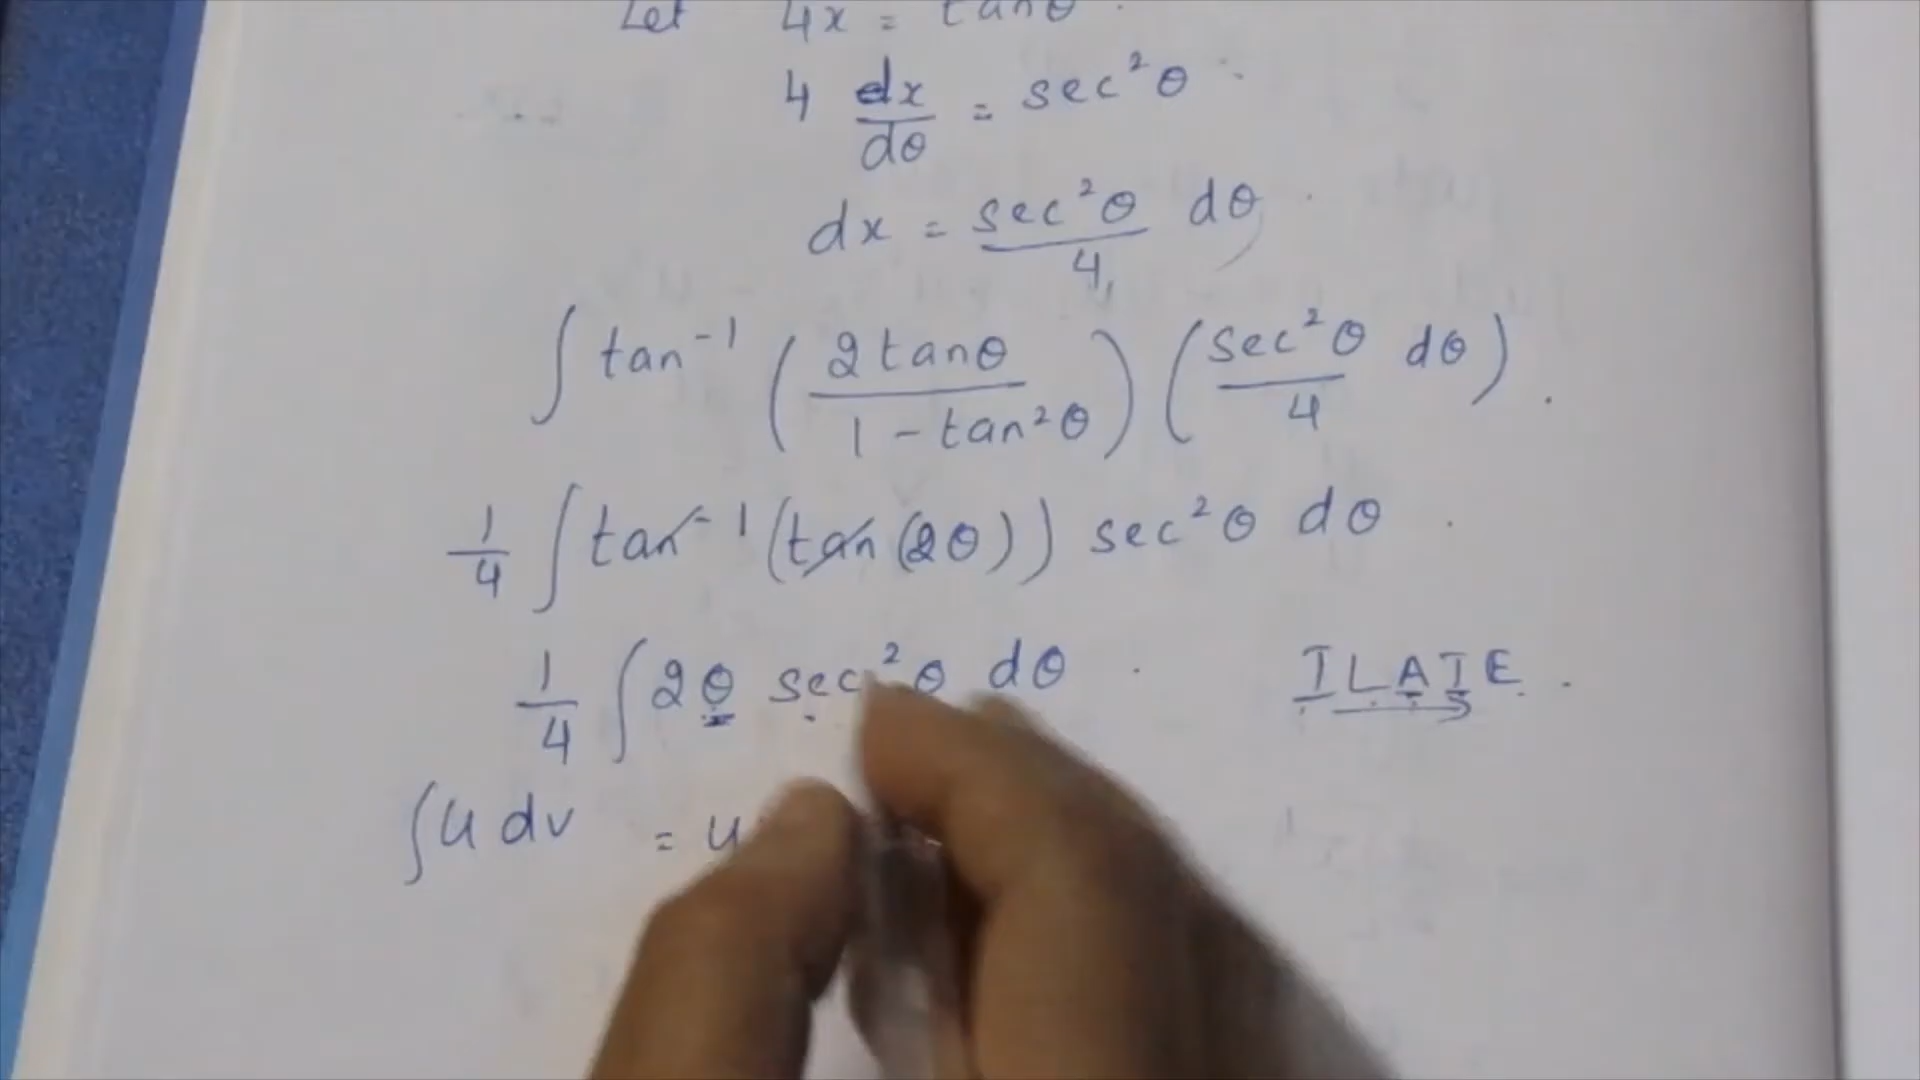 Let 4x = tanθ
4 dx/dθ = sec²θ
dx = sec²θ/4 dθ
∫ tan⁻¹ (2tanθ/1 - tan²θ) (sec²θ/4 dθ)
1/4 ∫ tan⁻¹ (tan (2θ)) sec²θ dθ
1/4 ∫ 2θ sec²θ dθ ILATE
∫u dv = u